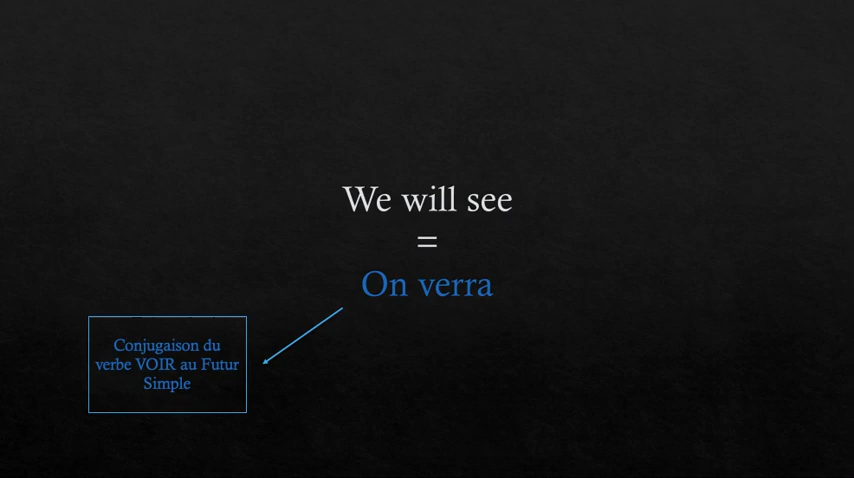 We will see
=
On verra
Conjugaison du
verbe VOIR au Futur
Simple